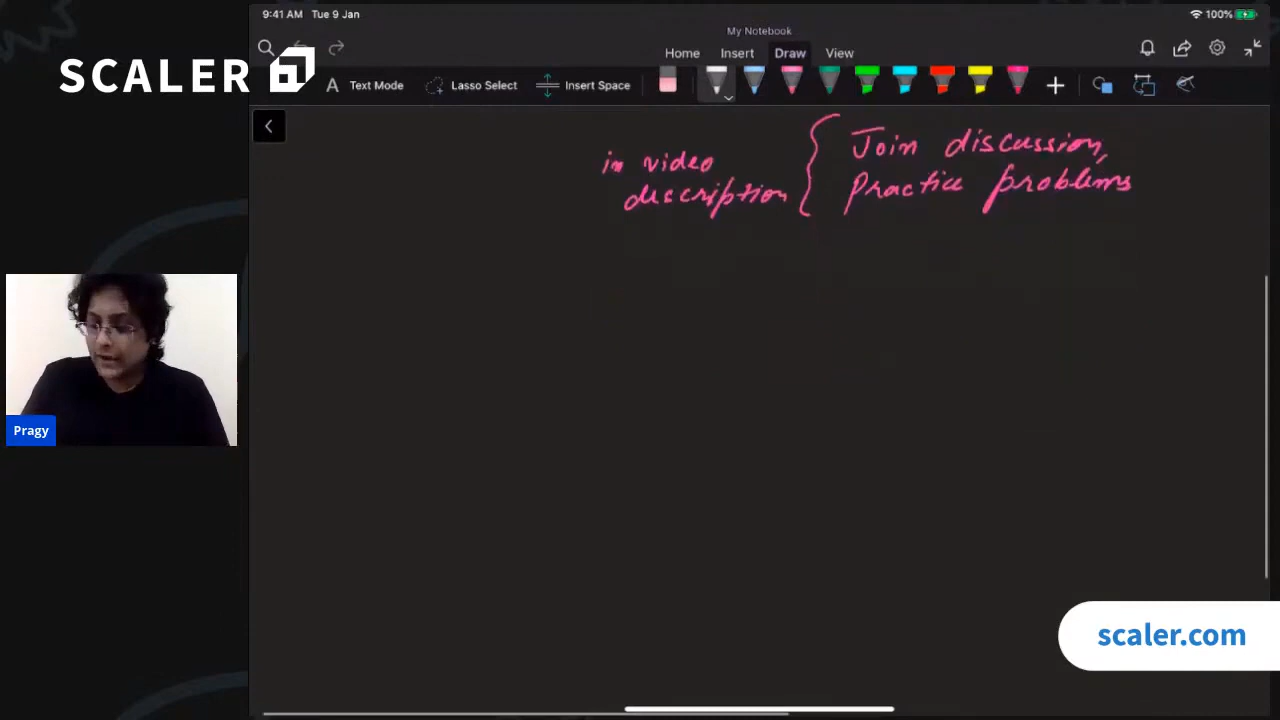 9:41 AM Tue 9 Jan
100%
My Notebook
Home Insert Draw View
SCALER
A Text Mode Lasso Select Insert Space
in video
description
Join discussion,
Practice problems
Pragy
scaler.com